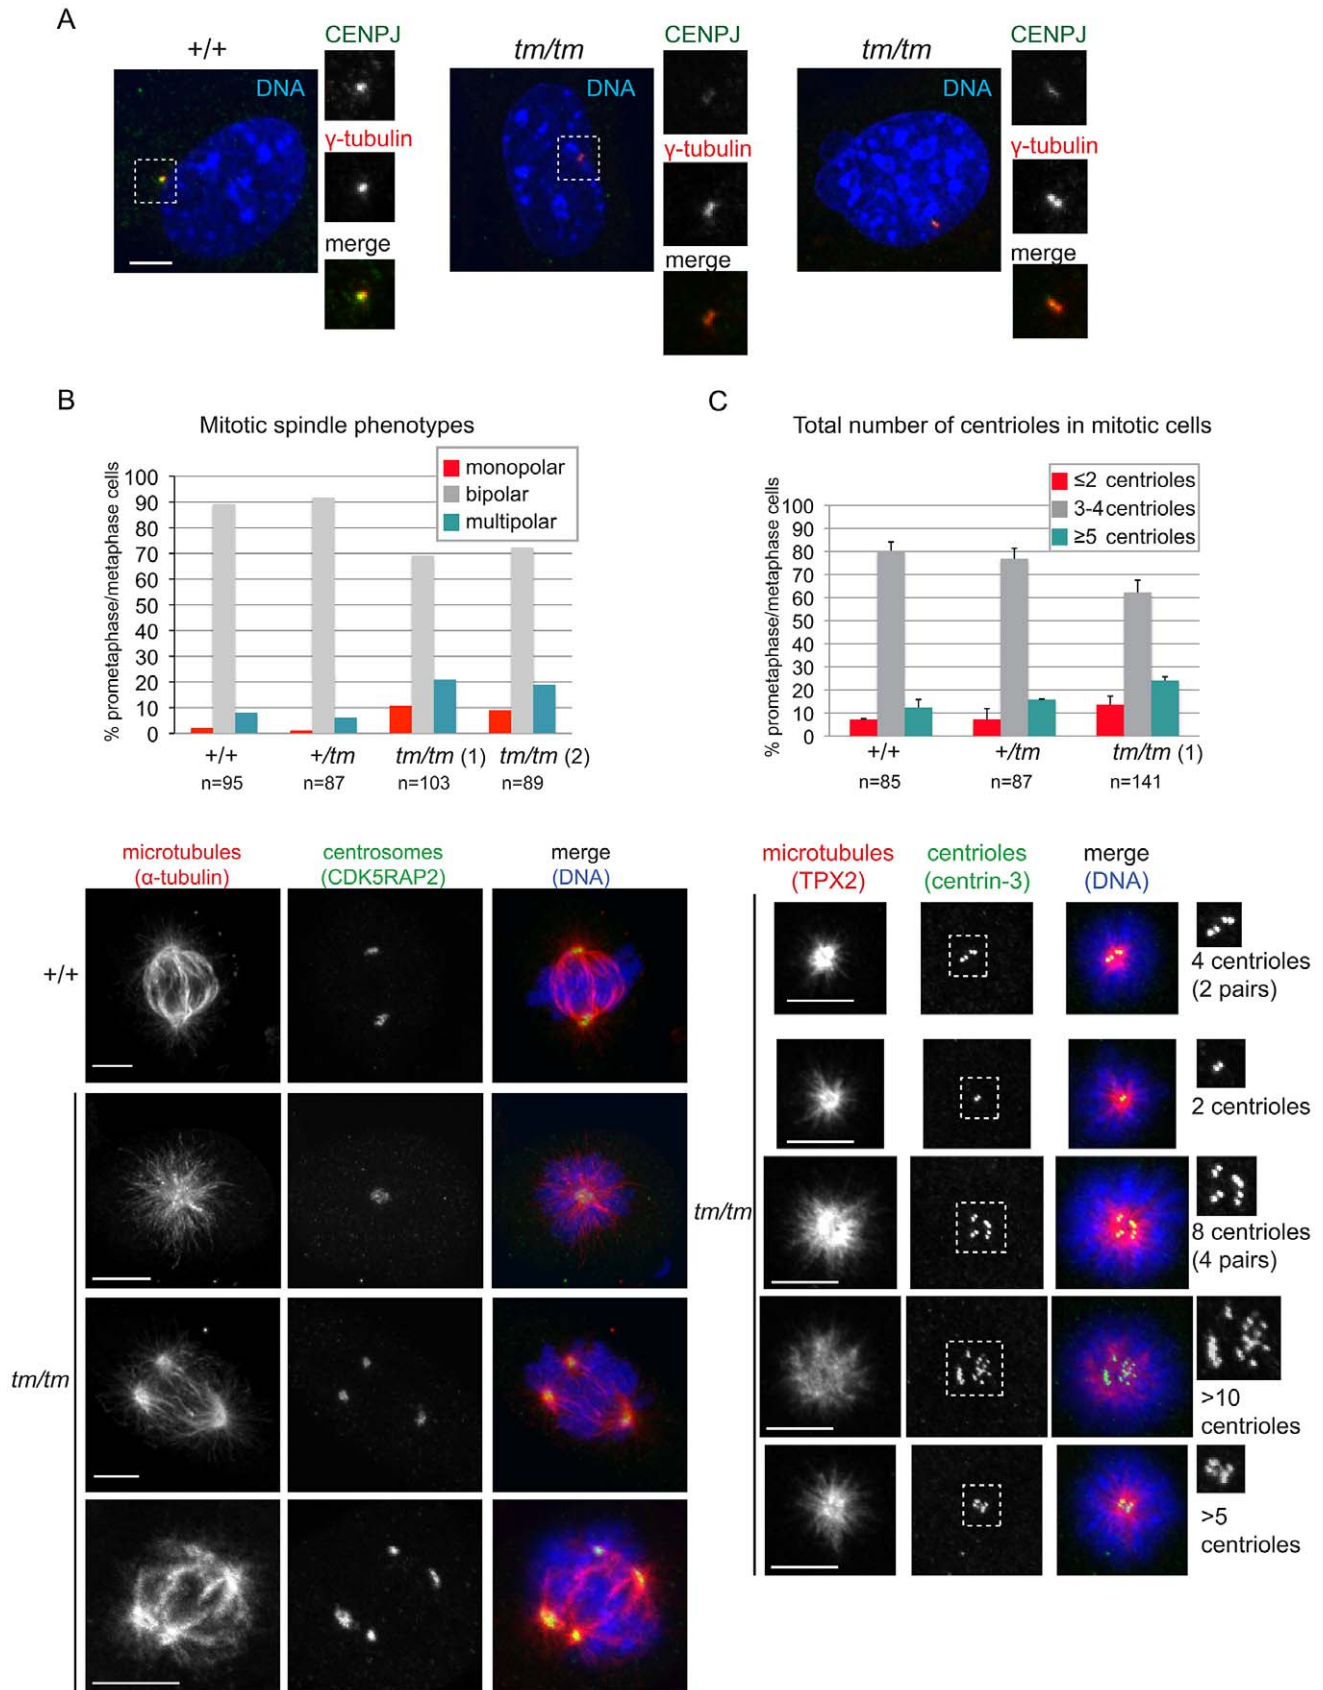 A
+/+
CENPJ
DNA
γ-tubulin
merge
tm/tm
CENPJ
DNA
γ-tubulin
merge
tm/tm
CENPJ
γ-tubulin
merge
B
Mitotic spindle phenotypes
monopolar
bipolar
multipolar
% prometaphase/metaphase cells
100
90
80
70
60
50
40
30
20
10
0
+/+
+/tm
tm/tm (1)
tm/tm (2)
n=95
n=87
n=103
n=89
C
Total number of centrioles in mitotic cells
≤2 centrioles
3-4centrioles
≥5 centrioles
% prometaphase/metaphase cells
100
90
80
70
60
50
40
30
20
10
0
+/+
+/tm
tm/tm (1)
n=85
n=87
n=141
microtubules
(α-tubulin)
centrosomes
(CDK5RAP2)
merge
(DNA)
+/+
tm/tm
microtubules
(TPX2)
centrioles
(centrin-3)
merge
(DNA)
4 centrioles
(2 pairs)
2 centrioles
tm/tm
8 centrioles
(4 pairs)
>10
centrioles
>5
centrioles